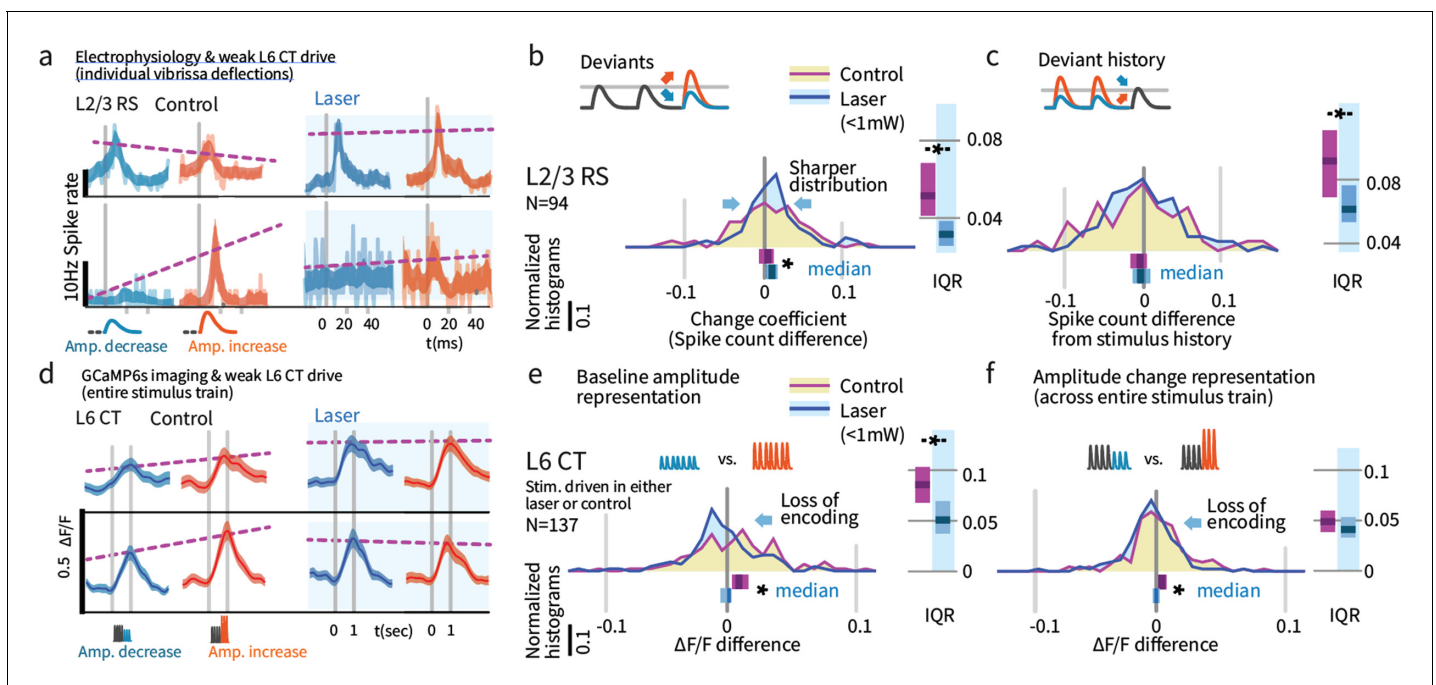 a
Electrophysiology & weak L6 CT drive
(individual vibrissa deflections)
L2/3 RS Control
Laser
10Hz Spike rate
0 20 40
0 20 40
t(ms)
Amp. decrease
Amp. increase
b
Deviants
Control
Laser
(<1mW)
L2/3 RS
N=94
Sharper
distribution
Normalized
histograms
0.1
*
median
-0.1
0
0.1
Change coefficient
(Spike count difference)
*
0.08
0.04
IQR
c
Deviant history
median
-0.1
0
0.1
Spike count difference
from stimulus history
*
0.08
0.04
IQR
d
GCaMP6s imaging & weak L6 CT drive
(entire stimulus train)
L6 CT Control
Laser
0.5 ΔF/F
0 1 t(sec) 0 1
Amp. decrease
Amp. increase
e
Baseline amplitude
representation
Control
Laser
(<1mW)
L6 CT
Stim. driven in either
laser or control
N=137
vs.
Loss of
encoding
Normalized
histograms
0.1
*
median
-0.1
0
0.1
ΔF/F difference
*
0.1
0.05
0
IQR
f
Amplitude change representation
(across entire stimulus train)
vs.
Loss of
encoding
*
median
-0.1
0
0.1
ΔF/F difference
0.1
0.05
0
IQR